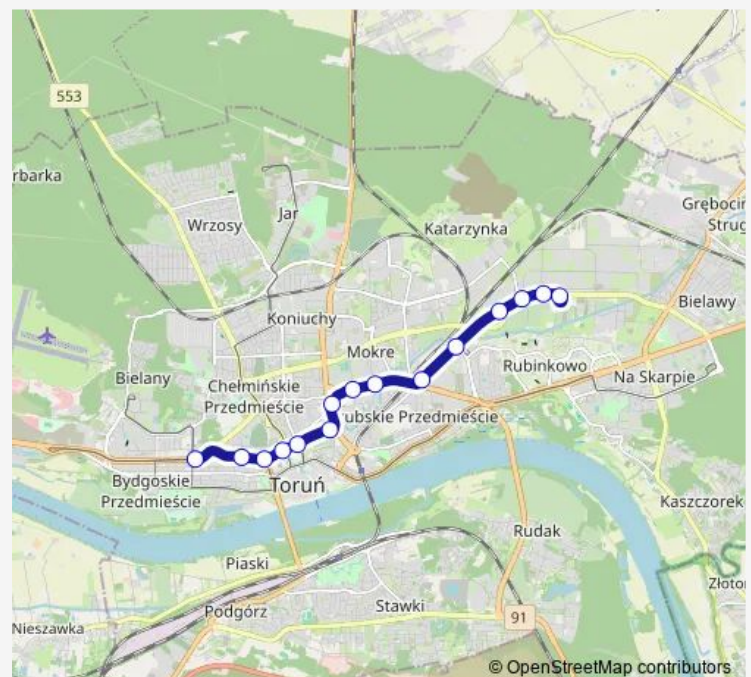 553
rbarka
Wrzosy
Jar
Katarzynka
Grębocin
Strug
Koniuchy
Bielawy
Mokre
Bielany
Rubinkowo
Chełmińskie
Przedmieście
Na Skarpie
ubskie Przedmieście
Bydgoskie
Przedmieście
Toruń
Kaszczorek
Rudak
Piaski
Złotor
Podgórz
Stawki
91
Nieszawka
© OpenStreetMap contributors